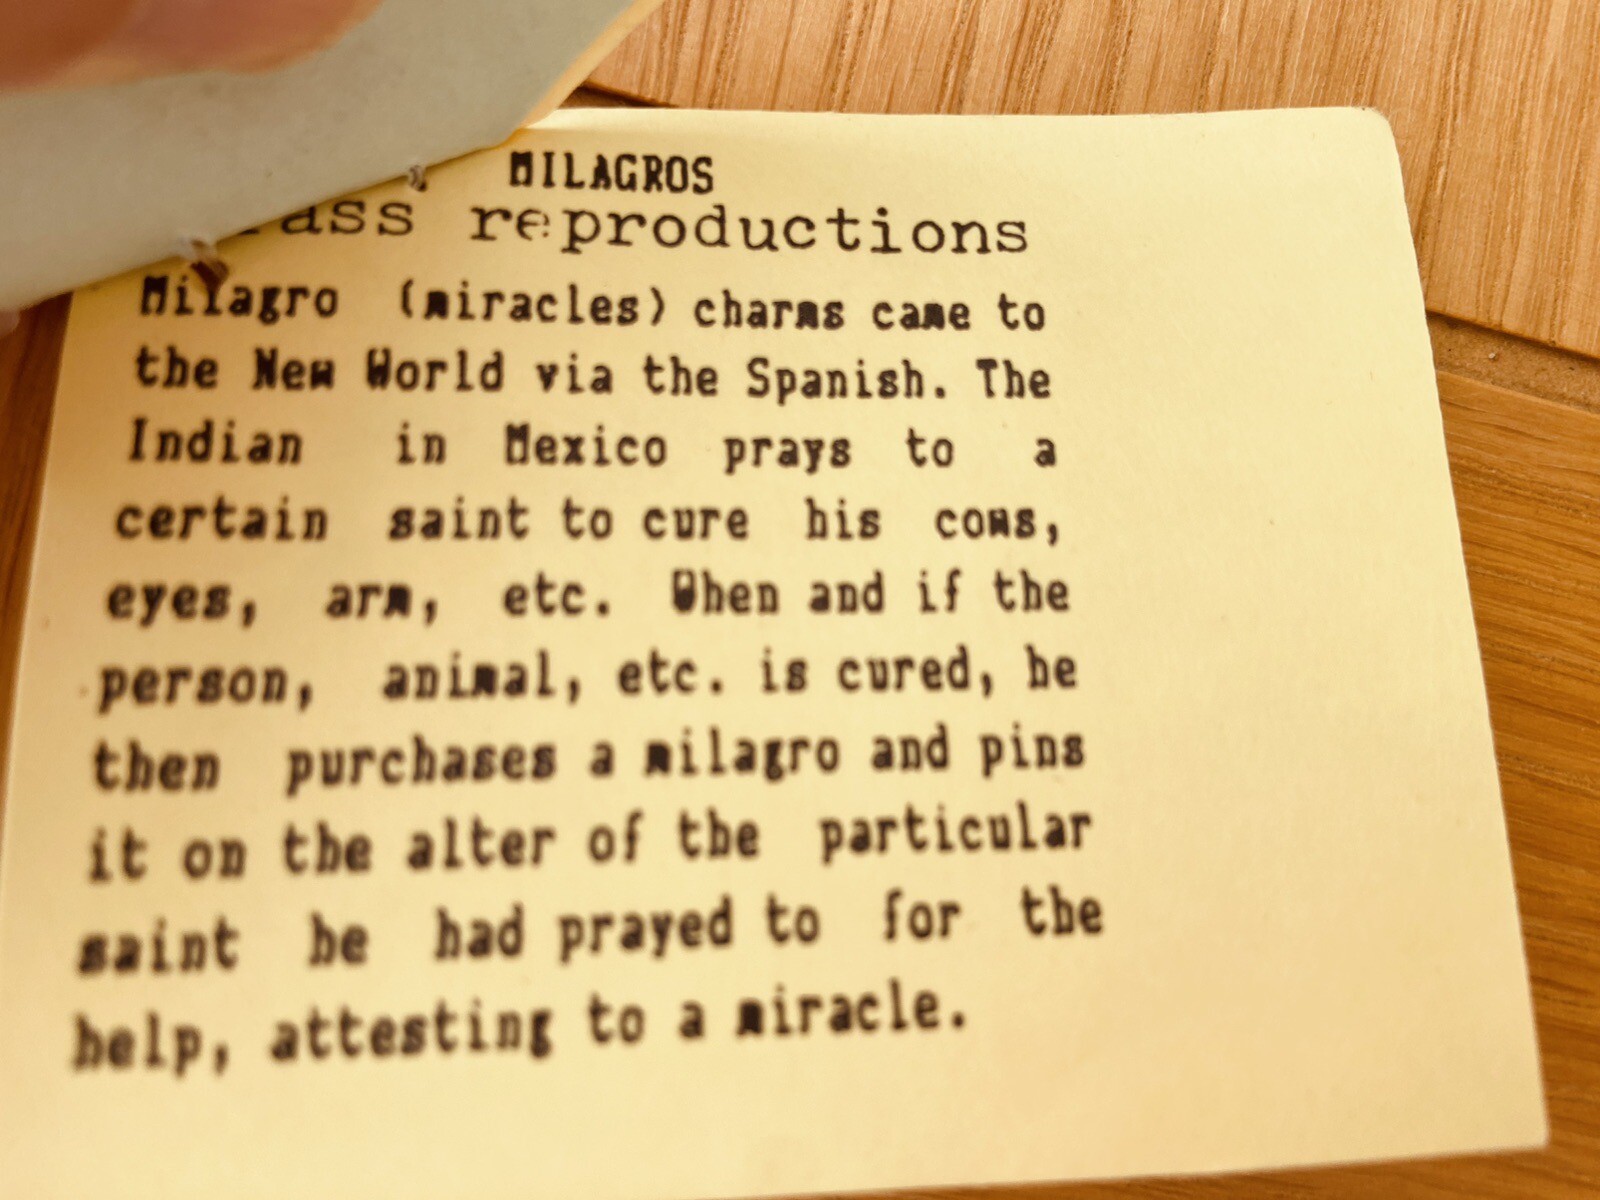 MILAGROS
ass reproductions
Milagro (miracles) charms came to
the New World via the Spanish. The
Indian in Mexico prays to a
certain saint to cure his cows,
eyes, arm, etc. When and if the
person, animal, etc. is cured, he
then purchases a milagro and pins
it on the alter of the particular
saint he had prayed to for the
help, attesting to a miracle.